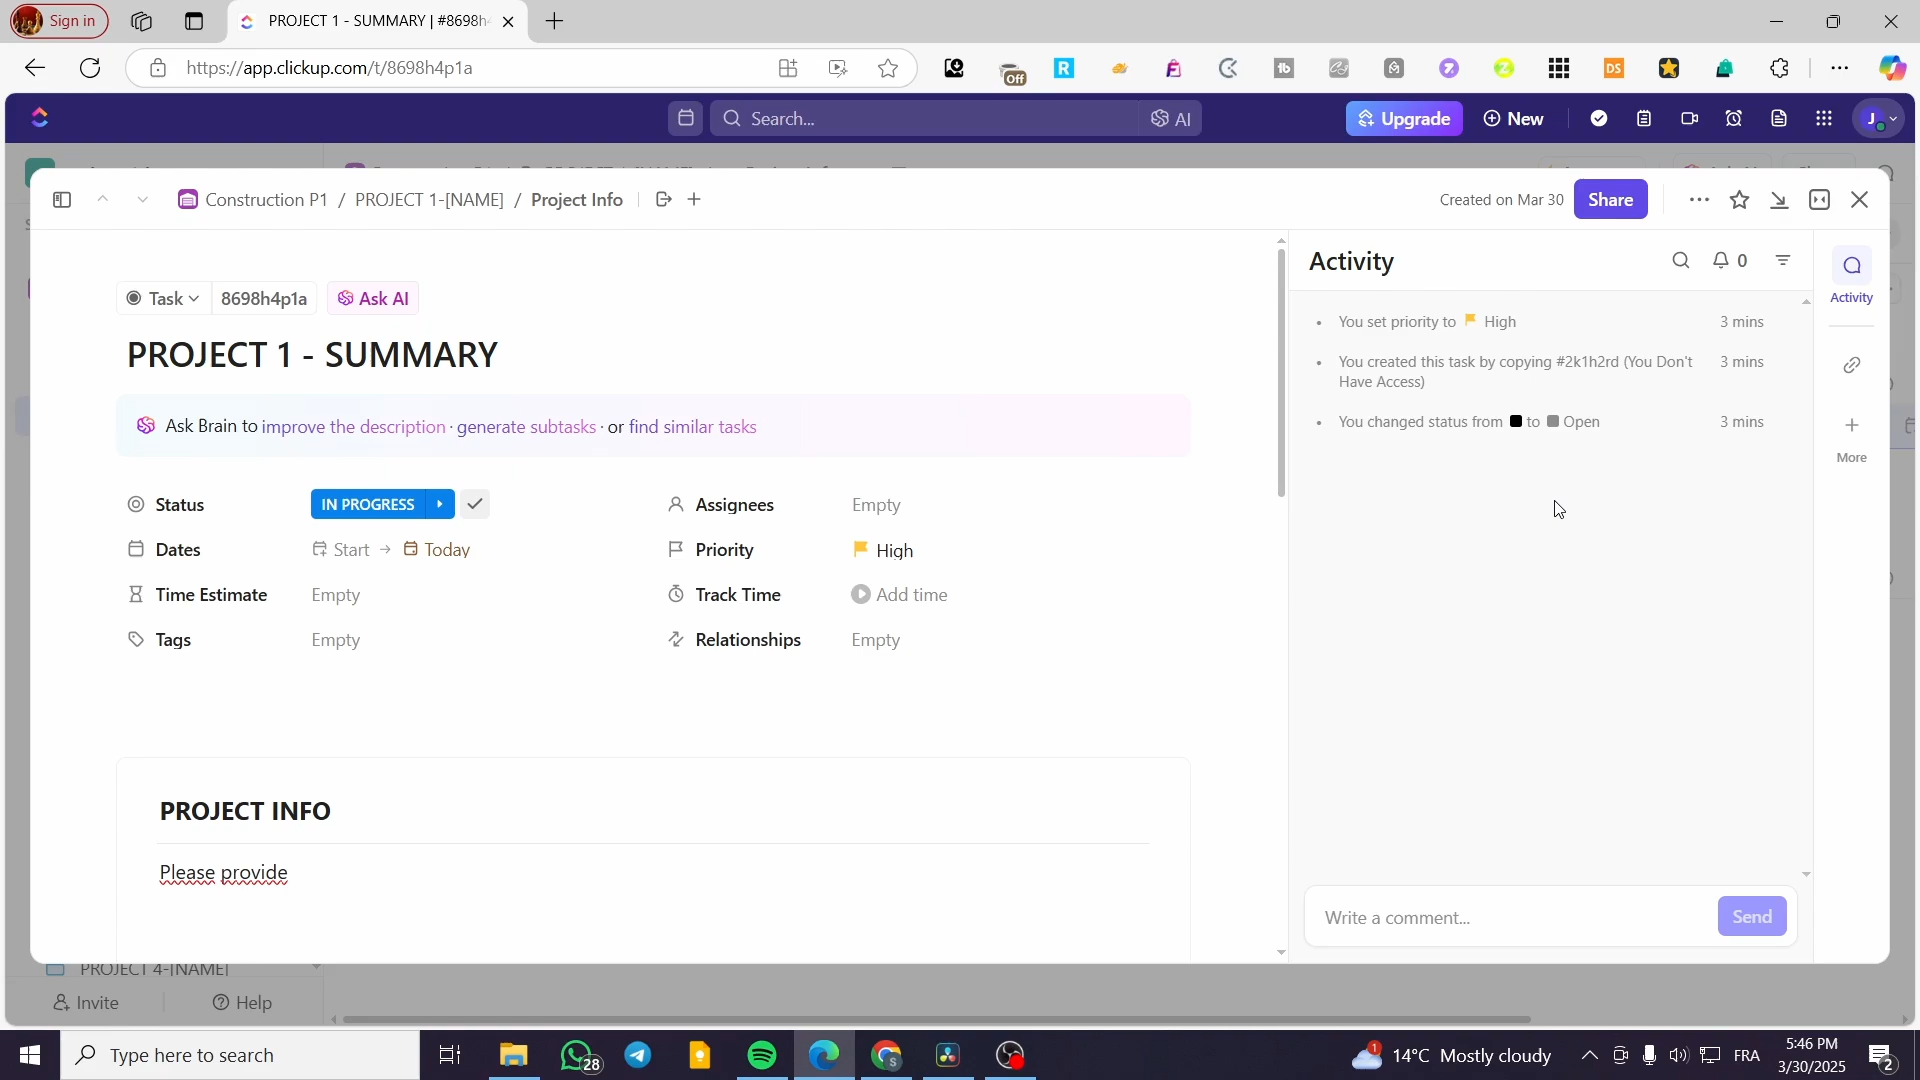 Sign in
PROJECT 1 - SUMMARY | #8698h
https://app.clickup.com/t/8698h4p1a
Off
Search...
AI
Upgrade
New
J
Construction P1 / PROJECT 1-[NAME] / Project Info
Created on Mar 30
Share
Task
8698h4p1a
Ask AI
PROJECT 1 - SUMMARY
Ask Brain to improve the description · generate subtasks · or find similar tasks
Status
IN PROGRESS
Assignees
Empty
Dates
Start
Today
Priority
High
Time Estimate
Empty
Track Time
Add time
Tags
Empty
Relationships
Empty
PROJECT INFO
Please provide
Activity
0
You set priority to High
3 mins
You created this task by copying #2k1h2rd (You Don't
Have Access)
3 mins
You changed status from to Open
3 mins
Write a comment...
Send
Activity
More
PROJECT 4-[NAME]
Invite
Help
Type here to search
28
1
14°C Mostly cloudy
FRA
5:46 PM
3/30/2025
2